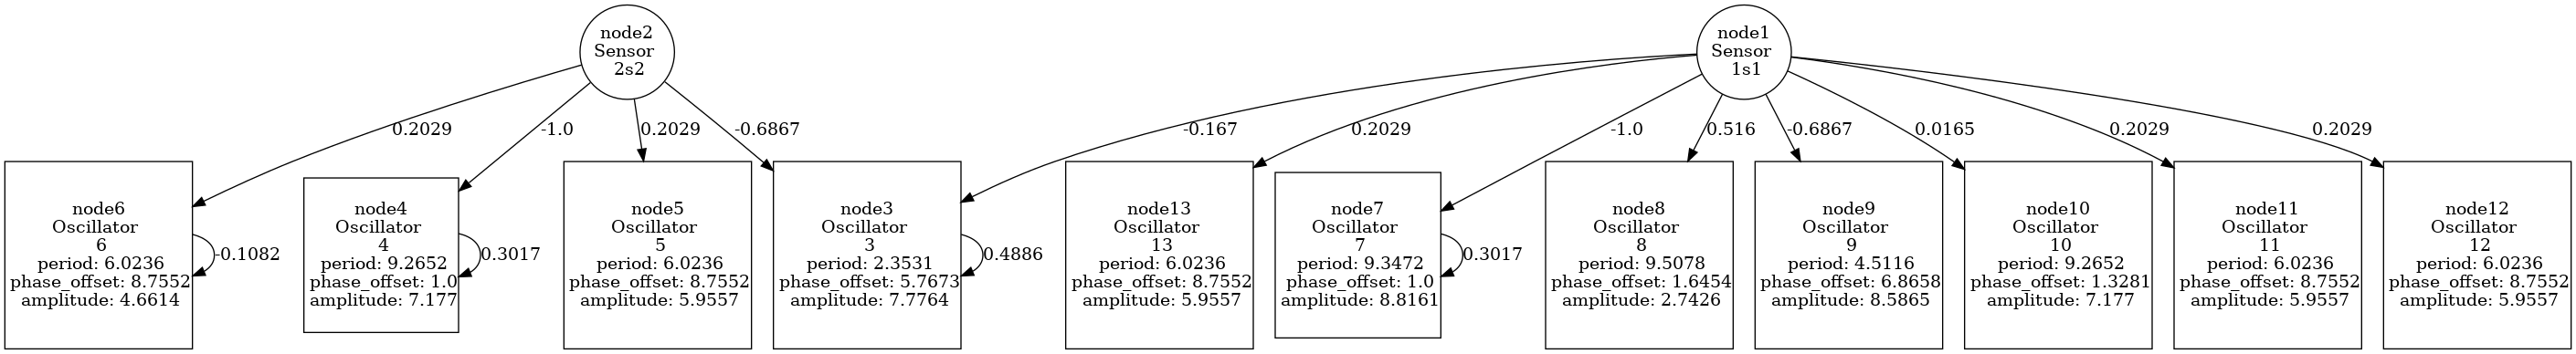 node2
Sensor
2s2
node1
Sensor
1s1
0.2029
-1.0
0.2029
-0.6867
-0.167
0.2029
-1.0
0.516
-0.6867
0.0165
0.2029
0.2029
node6
Oscillator
6
period: 6.0236
phase_offset: 8.7552
amplitude: 4.6614
-0.1082
node4
Oscillator
4
period: 9.2652
phase_offset: 1.0
amplitude: 7.177
0.3017
node5
Oscillator
5
period: 6.0236
phase_offset: 8.7552
amplitude: 5.9557
node3
Oscillator
3
period: 2.3531
phase_offset: 5.7673
amplitude: 7.7764
0.4886
node13
Oscillator
13
period: 6.0236
phase_offset: 8.7552
amplitude: 5.9557
node7
Oscillator
7
period: 9.3472
phase_offset: 1.0
amplitude: 8.8161
0.3017
node8
Oscillator
8
period: 9.5078
phase_offset: 1.6454
amplitude: 2.7426
node9
Oscillator
9
period: 4.5116
phase_offset: 6.8658
amplitude: 8.5865
node10
Oscillator
10
period: 9.2652
phase_offset: 1.3281
amplitude: 7.177
node11
Oscillator
11
period: 6.0236
phase_offset: 8.7552
amplitude: 5.9557
node12
Oscillator
12
period: 6.0236
phase_offset: 8.7552
amplitude: 5.9557